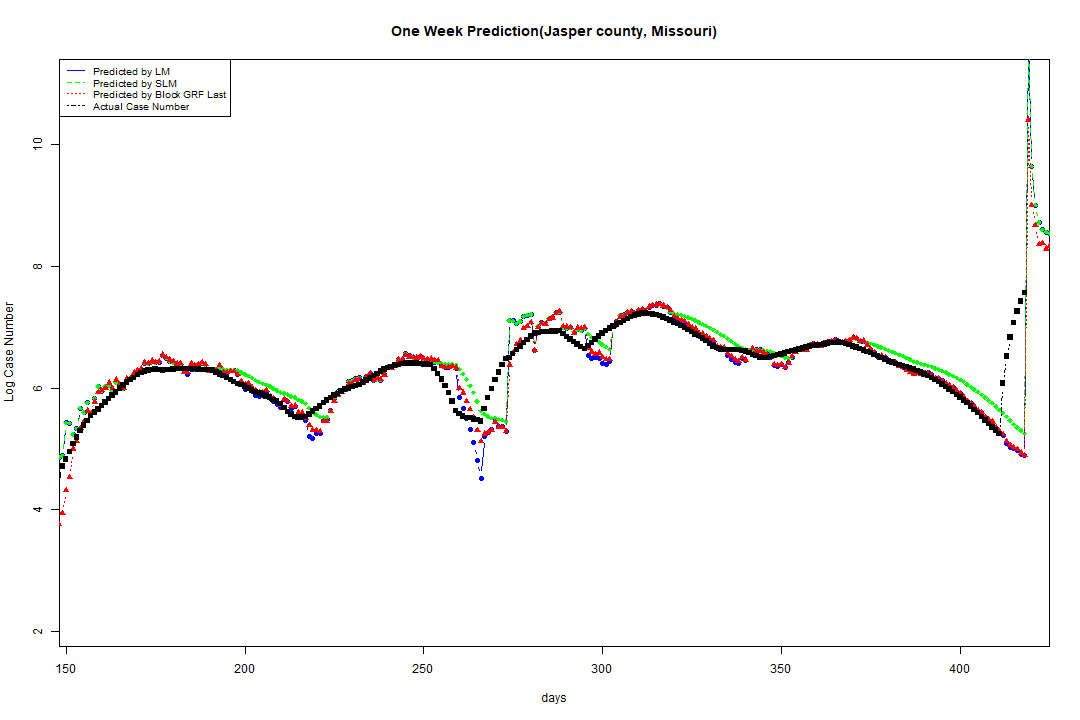 One Week Prediction(Jasper county, Missouri)
Predicted by LM
Predicted by SLM
Predicted by Block GRF Last
Actual Case Number
Log Case Number
10
8
6
4
2
150 200 250 300 350 400
days